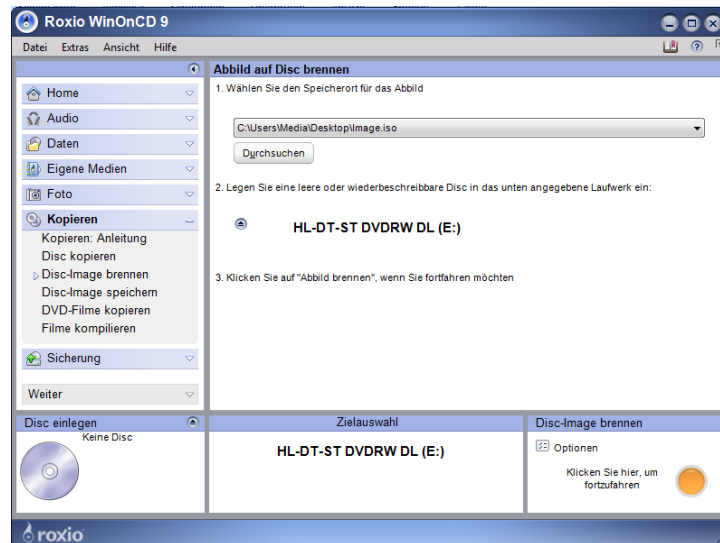 Roxio WinOnCD 9
Datei Extras Ansicht Hilfe
Home
Audio
Daten
Eigene Medien
Foto
Kopieren
Kopieren: Anleitung
Disc kopieren
Disc-Image brennen
Disc-Image speichern
DVD-Filme kopieren
Filme kompilieren
Sicherung
Weiter
Abbild auf Disc brennen
1. Wählen Sie den Speicherort für das Abbild
C:\Users\Media\Desktop\Image.iso
Durchsuchen
2. Legen Sie eine leere oder wiederbeschreibbare Disc in das unten angegebene Laufwerk ein:
HL-DT-ST DVDRW DL (E:)
3. Klicken Sie auf "Abbild brennen", wenn Sie fortfahren möchten
Disc einlegen
Keine Disc
Zielauswahl
HL-DT-ST DVDRW DL (E:)
Disc-Image brennen
Optionen
Klicken Sie hier, um
fortzufahren
roxio